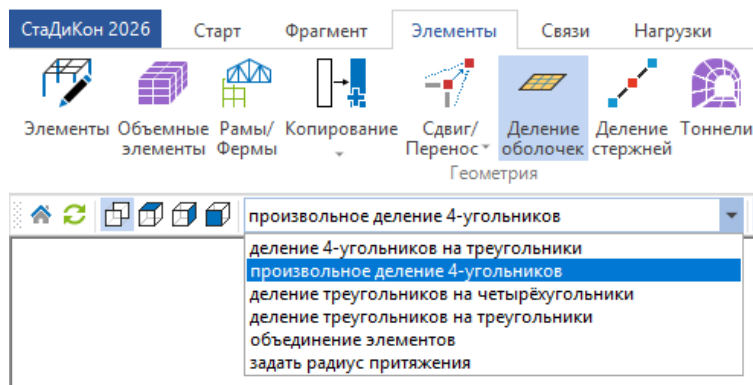 СтаДиКон 2026 Старт Фрагмент Элементы Связи Нагрузки
Элементы Объемные Рамы/ Копирование Сдвиг/ Деление Деление Тоннели
элементы Фермы Перенос оболочек стержней
Геометрия
произвольное деление 4-угольников
деление 4-угольников на треугольники
произвольное деление 4-угольников
деление треугольников на четырёхугольники
деление треугольников на треугольники
объединение элементов
задать радиус притяжения